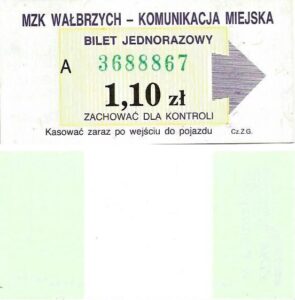 MZK WAŁBRZYCH – KOMUNIKACJA MIEJSKA
BILET JEDNORAZOWY
A 3688867
1,10 zł
ZACHOWAĆ DLA KONTROLI
Kasować zaraz po wejściu do pojazdu Cz.Z.G.